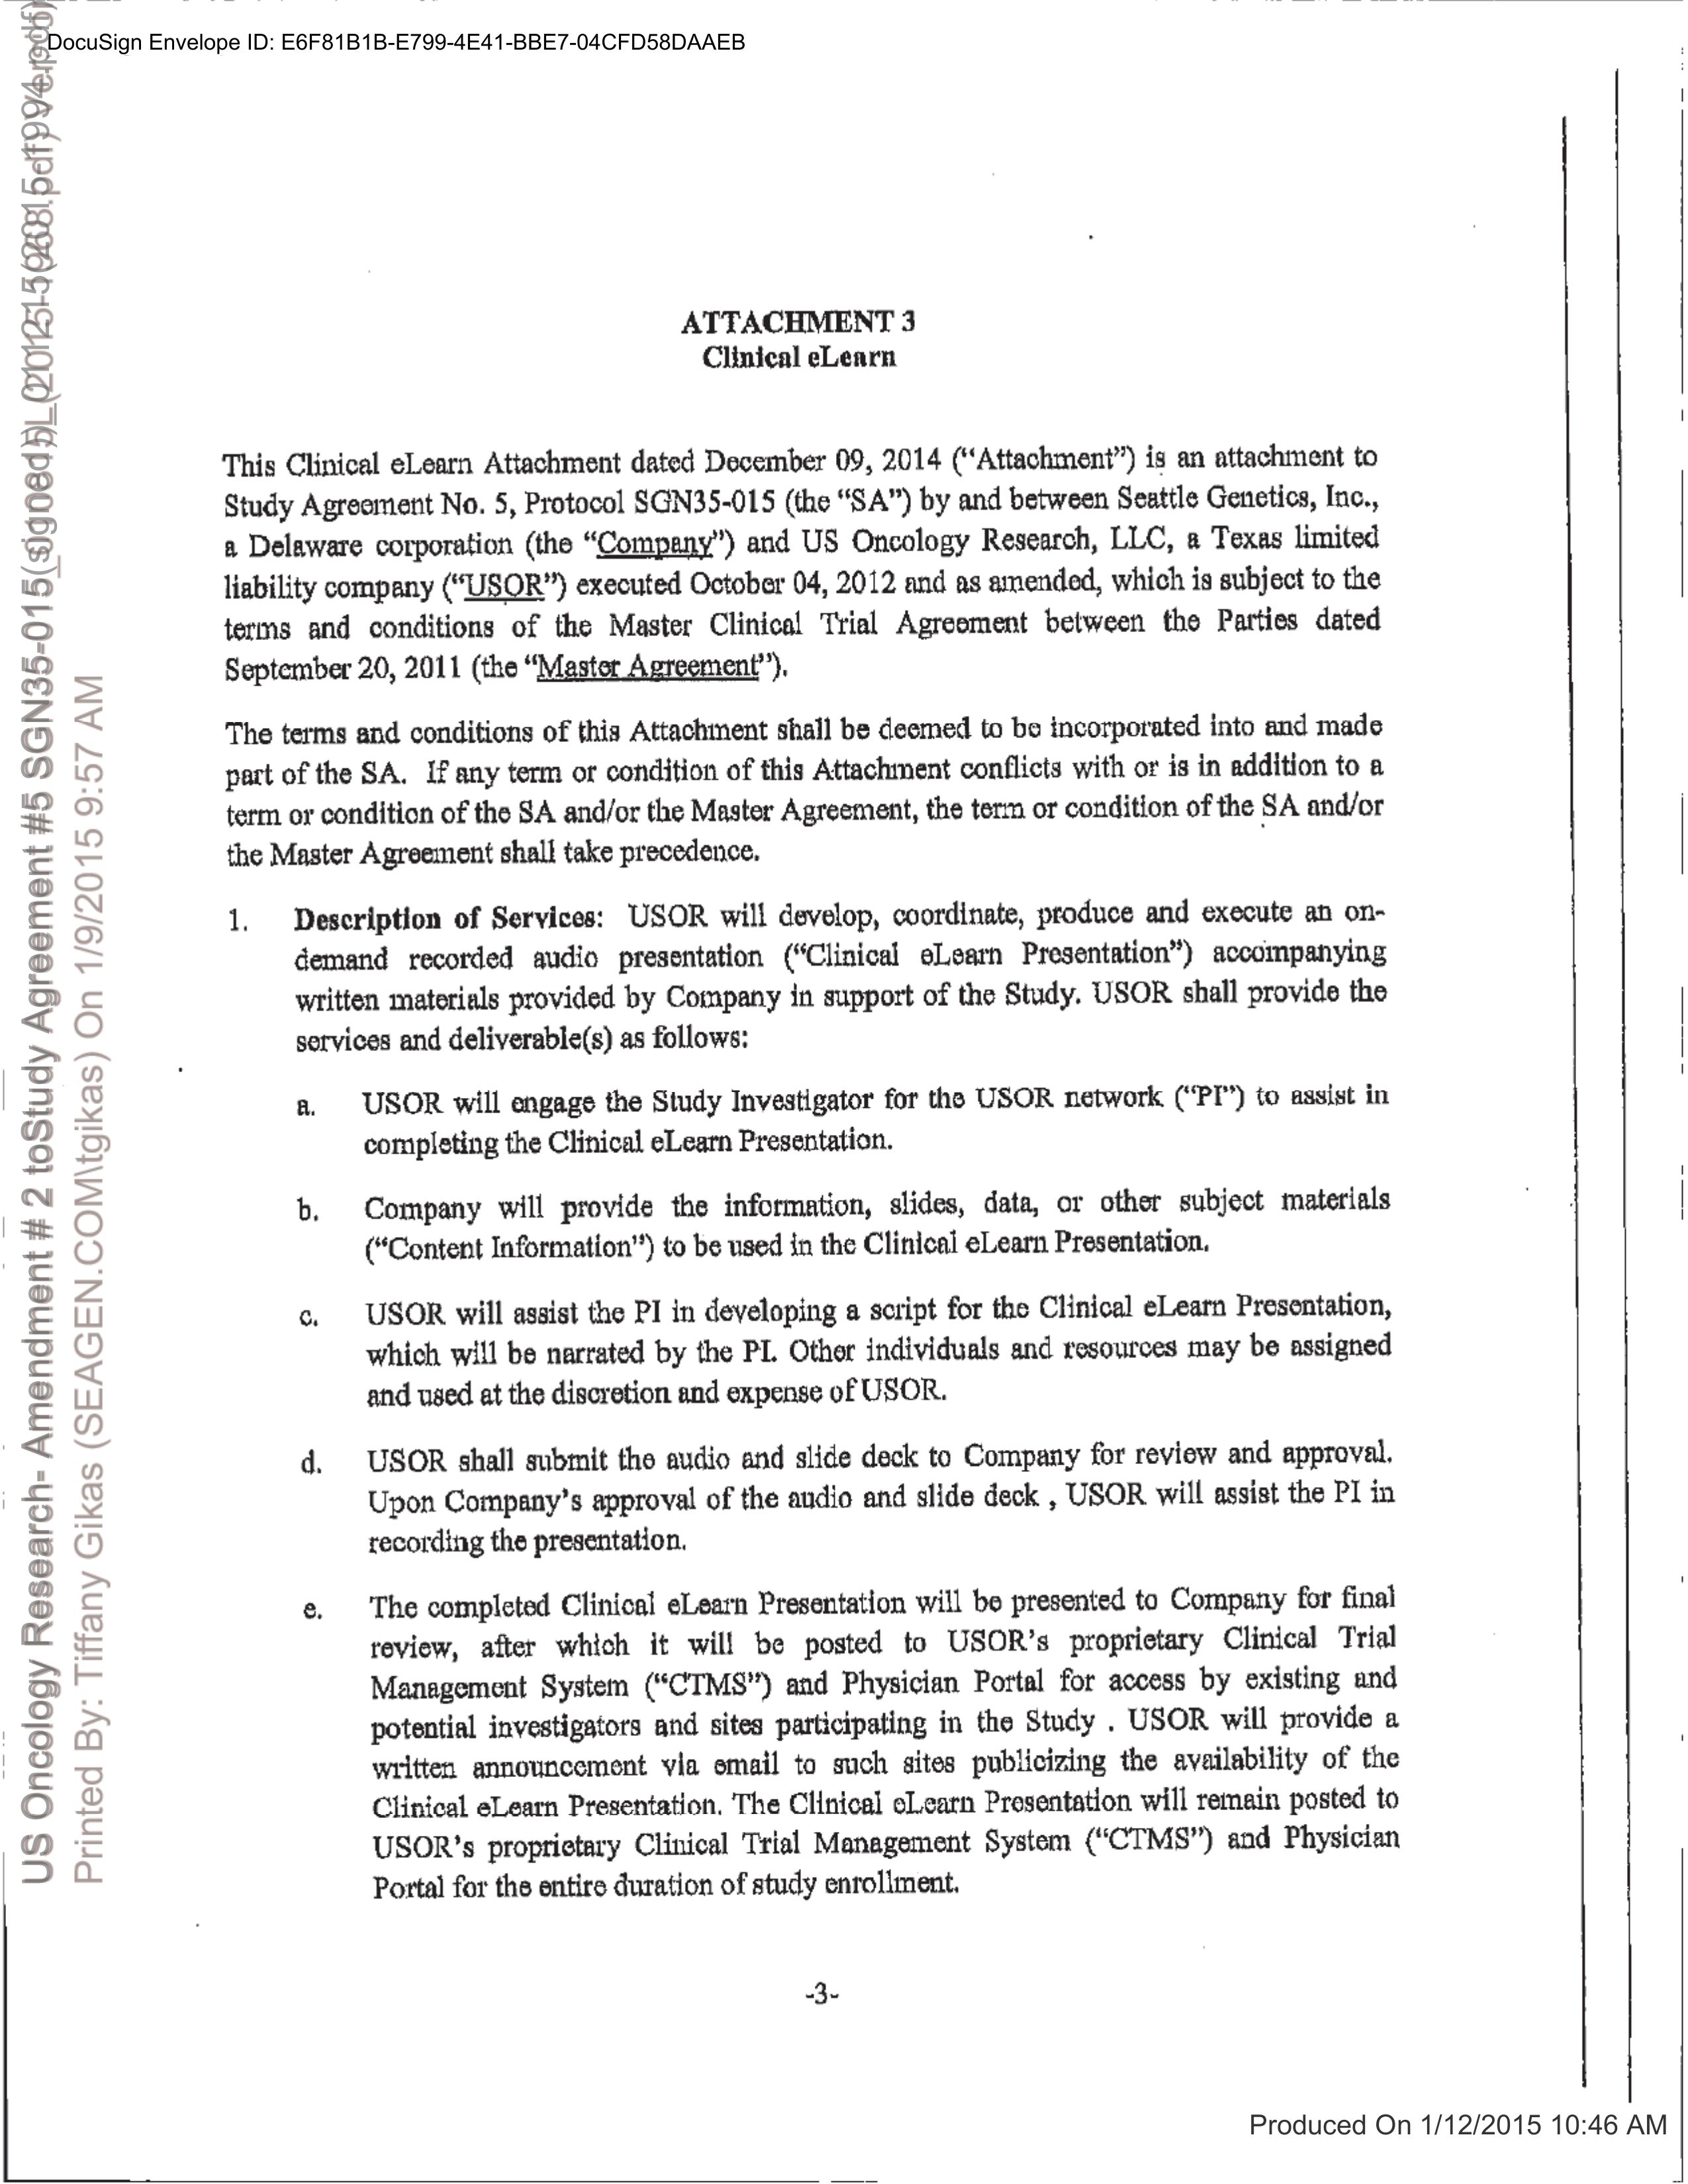 DocuSign Envelope ID: E6F81B1B-E799-4E41-BBE7-04CFD58DAAEB
ATTACHMENT 3
Clinical eLearn
This Clinical eLearn Attachment dated December 09, 2014 (“Attachment”) is an attachment to
Study Agreement No. 5, Protocol SGN35-015 (the “SA”) by and between Seattle Genetics, Inc.,
a Delaware corporation (the “Company”) and US Oncology Research, LLC, a Texas limited
liability company (“USOR”) executed October 04, 2012 and as amended, which is subject to the
terms and conditions of the Master Clinical Trial Agreement between the Parties dated
September 20, 2011 (the “Master Agreement”).
The terms and conditions of this Attachment shall be deemed to be incorporated into and made
part of the SA. If any term or condition of this Attachment conflicts with or is in addition to a
term or condition of the SA and/or the Master Agreement, the term or condition of the SA and/or
the Master Agreement shall take precedence.
1. Description of Services: USOR will develop, coordinate, produce and execute an on-
demand recorded audio presentation (“Clinical eLearn Presentation”) accompanying
written materials provided by Company in support of the Study. USOR shall provide the
services and deliverable(s) as follows:
a. USOR will engage the Study Investigator for the USOR network (“PI”) to assist in
completing the Clinical eLearn Presentation.
b. Company will provide the information, slides, data, or other subject materials
(“Content Information”) to be used in the Clinical eLearn Presentation.
c. USOR will assist the PI in developing a script for the Clinical eLearn Presentation,
which will be narrated by the PI. Other individuals and resources may be assigned
and used at the discretion and expense of USOR.
d. USOR shall submit the audio and slide deck to Company for review and approval.
Upon Company’s approval of the audio and slide deck , USOR will assist the PI in
recording the presentation.
e. The completed Clinical eLearn Presentation will be presented to Company for final
review, after which it will be posted to USOR’s proprietary Clinical Trial
Management System (“CTMS”) and Physician Portal for access by existing and
potential investigators and sites participating in the Study . USOR will provide a
written announcement via email to such sites publicizing the availability of the
Clinical eLearn Presentation. The Clinical eLearn Presentation will remain posted to
USOR’s proprietary Clinical Trial Management System (“CTMS”) and Physician
Portal for the entire duration of study enrollment.
-3-
US Oncology Research- Amendment # 2 toStudy Agreement #5 SGN35-015
Printed By: Tiffany Gikas (SEAGEN.COM\tgikas) On 1/9/2015 9:57 AM
Produced On 1/12/2015 10:46 AM